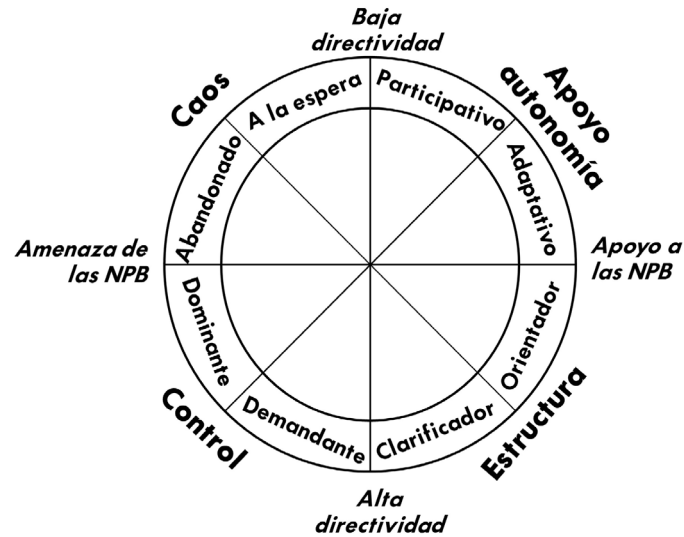 Baja
directividad
Caos
Apoyo
autonomía
A la espera
Participativo
Abandonado
Adaptativo
Amenaza de
las NPB
Apoyo a
las NPB
Dominante
Orientador
Control
Demandante
Clarificador
Estructura
Alta
directividad